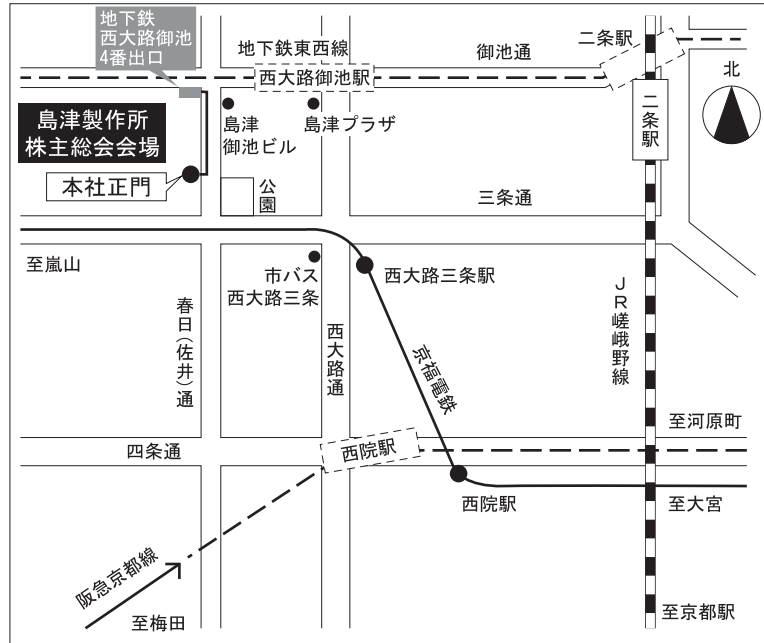 地下鉄
西大路御池
4番出口
地下鉄東西線
御池通
二条駅
西大路御池駅
北
島津製作所
株主総会会場
島津
御池ビル
島津プラザ
二条駅
本社正門
公園
三条通
至嵐山
市バス
西大路三条
西大路三条駅
春日(佐井)通
西大路通
京福電鉄
JR嵯峨野線
至河原町
四条通
西院駅
西院駅
至大宮
阪急京都線
至梅田
至京都駅